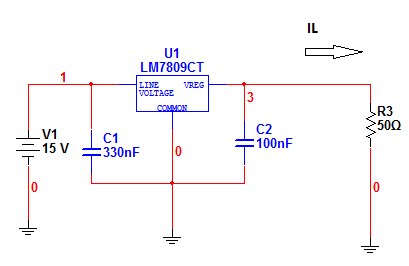 IL
U1
LM7809CT
1
LINE VREG
VOLTAGE
COMMON
3
V1
15 V
C1
330nF
C2
100nF
R3
50Ω
0
0
0